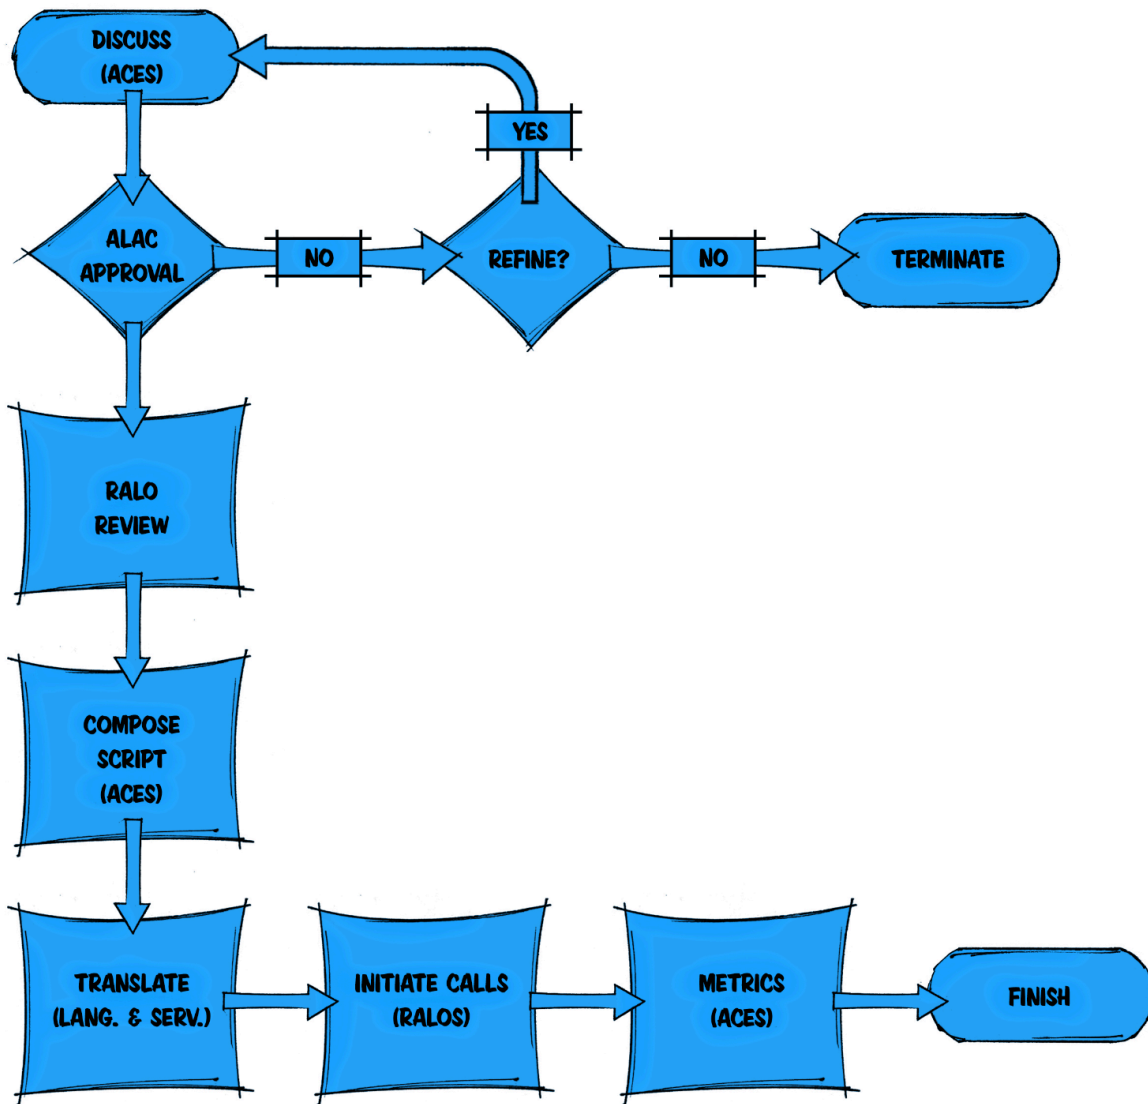 DISCUSS
(ACES)
YES
ALAC
APPROVAL
NO
REFINE?
NO
TERMINATE
RALO
REVIEW
COMPOSE
SCRIPT
(ACES)
TRANSLATE
(LANG. & SERV.)
INITIATE CALLS
(RALOS)
METRICS
(ACES)
FINISH